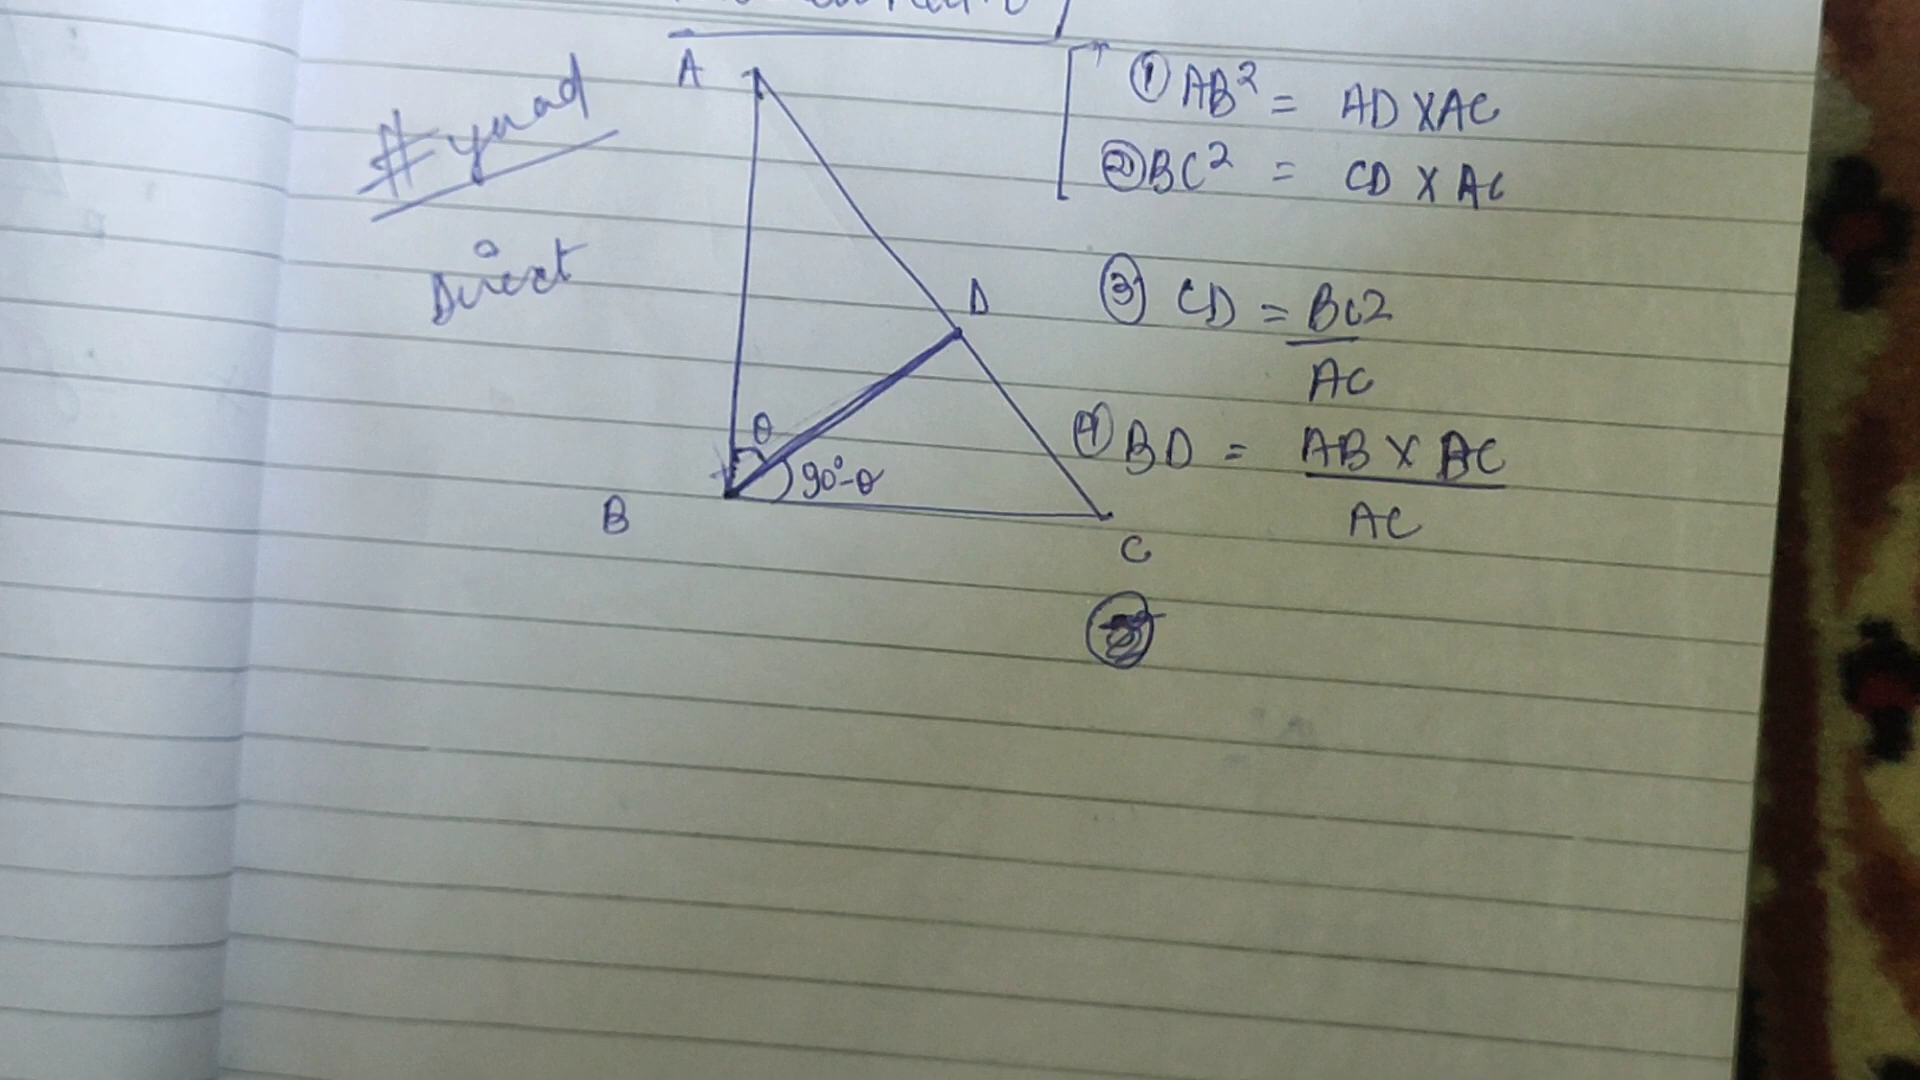 A
① AB² = AD X AC
② BC² = CD X AC
Direct
D
③ CD = BC2
AC
④ BD = AB X BC
AC
θ
90°-θ
B
C